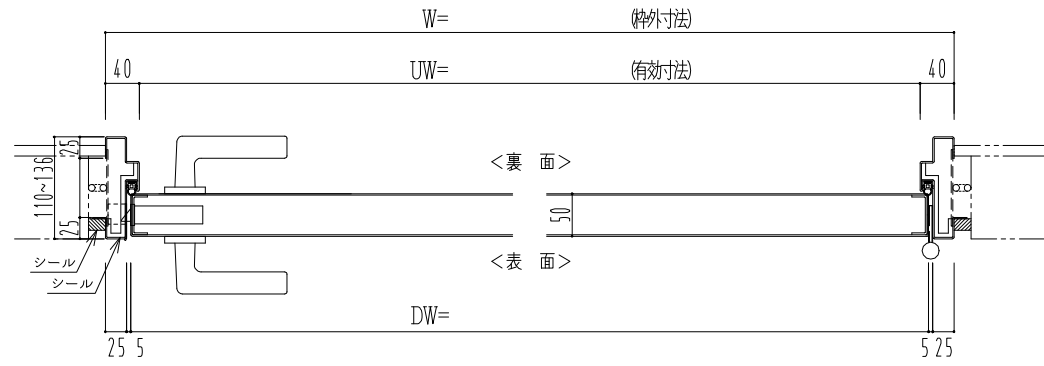 W= (枠外寸法)
40 UW= (有効寸法) 40
25
110~136
25
<裏 面>
50
<表 面>
シール
シール
DW=
25 5 5 25